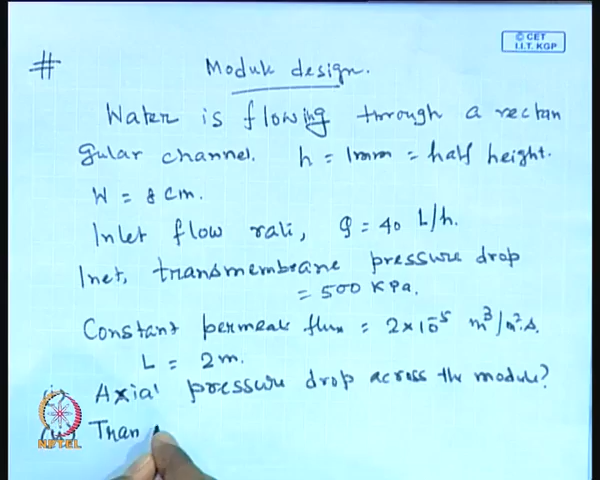 © CET
I.I.T. KGP
# Module design.
Water is flowing through a rectan
gular channel. h = 1mm = half height.
W = 8 cm.
Inlet flow rate, Q = 40 L/h.
Inet, transmembrane pressure drop
= 500 KPa.
Constant permeate flux = 2×10⁻⁵ m³/m².s.
L = 2m.
Axial pressure drop across the module?
Tran
NPTEL